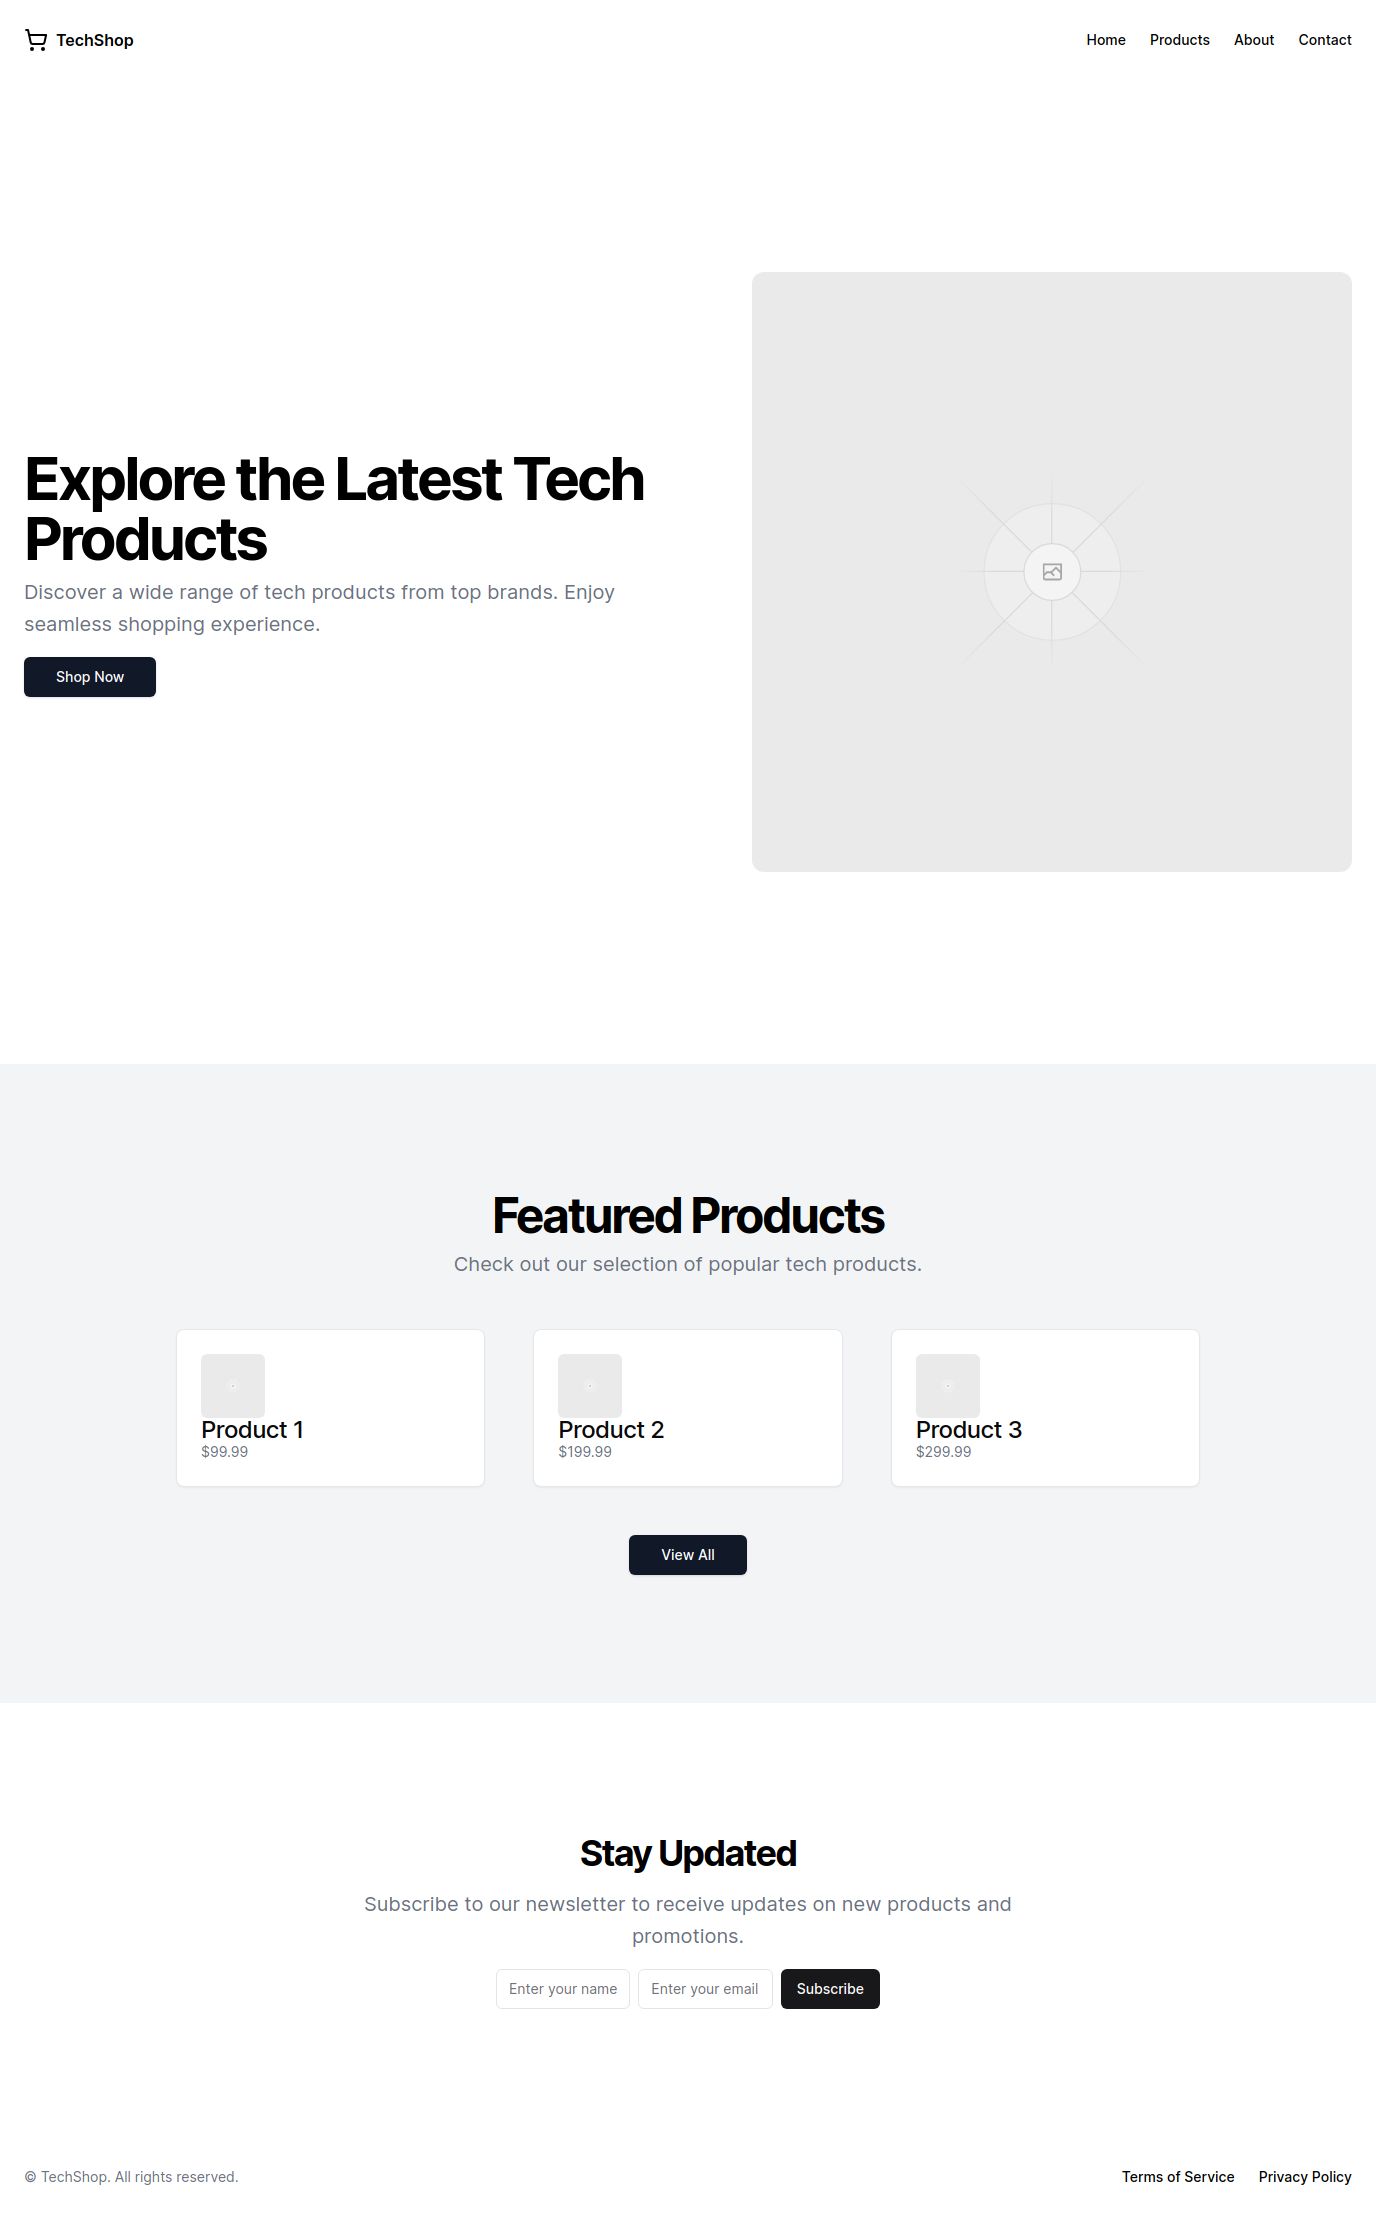 TechShop
Home Products About Contact
Explore the Latest Tech
Products
Discover a wide range of tech products from top brands. Enjoy
seamless shopping experience.
Shop Now
Featured Products
Check out our selection of popular tech products.
Product 1
$99.99
Product 2
$199.99
Product 3
$299.99
View All
Stay Updated
Subscribe to our newsletter to receive updates on new products and
promotions.
Enter your name
Enter your email
Subscribe
© TechShop. All rights reserved.
Terms of Service Privacy Policy